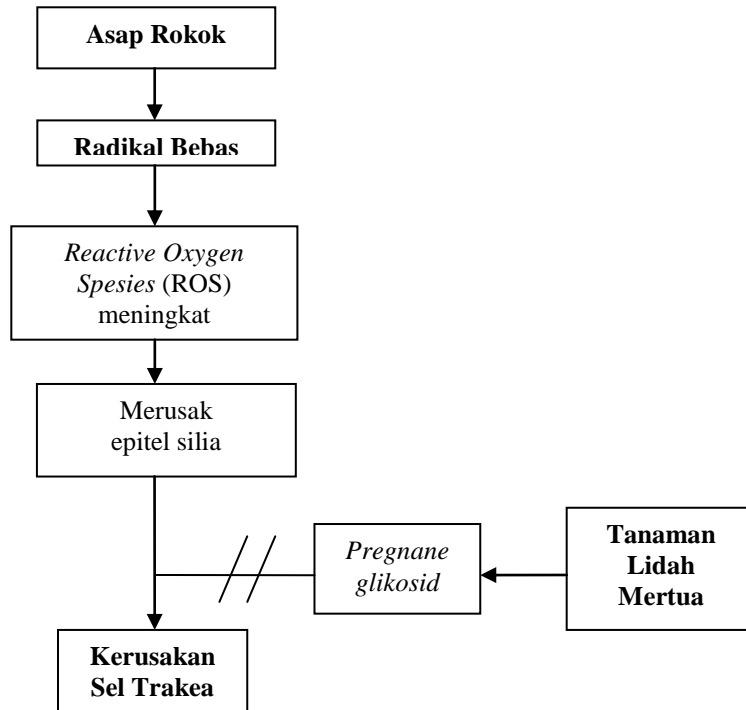 Asap Rokok
Radikal Bebas
Reactive Oxygen
Spesies (ROS)
meningkat
Merusak
epitel silia
Pregnane
glikosid
Tanaman
Lidah
Mertua
Kerusakan
Sel Trakea